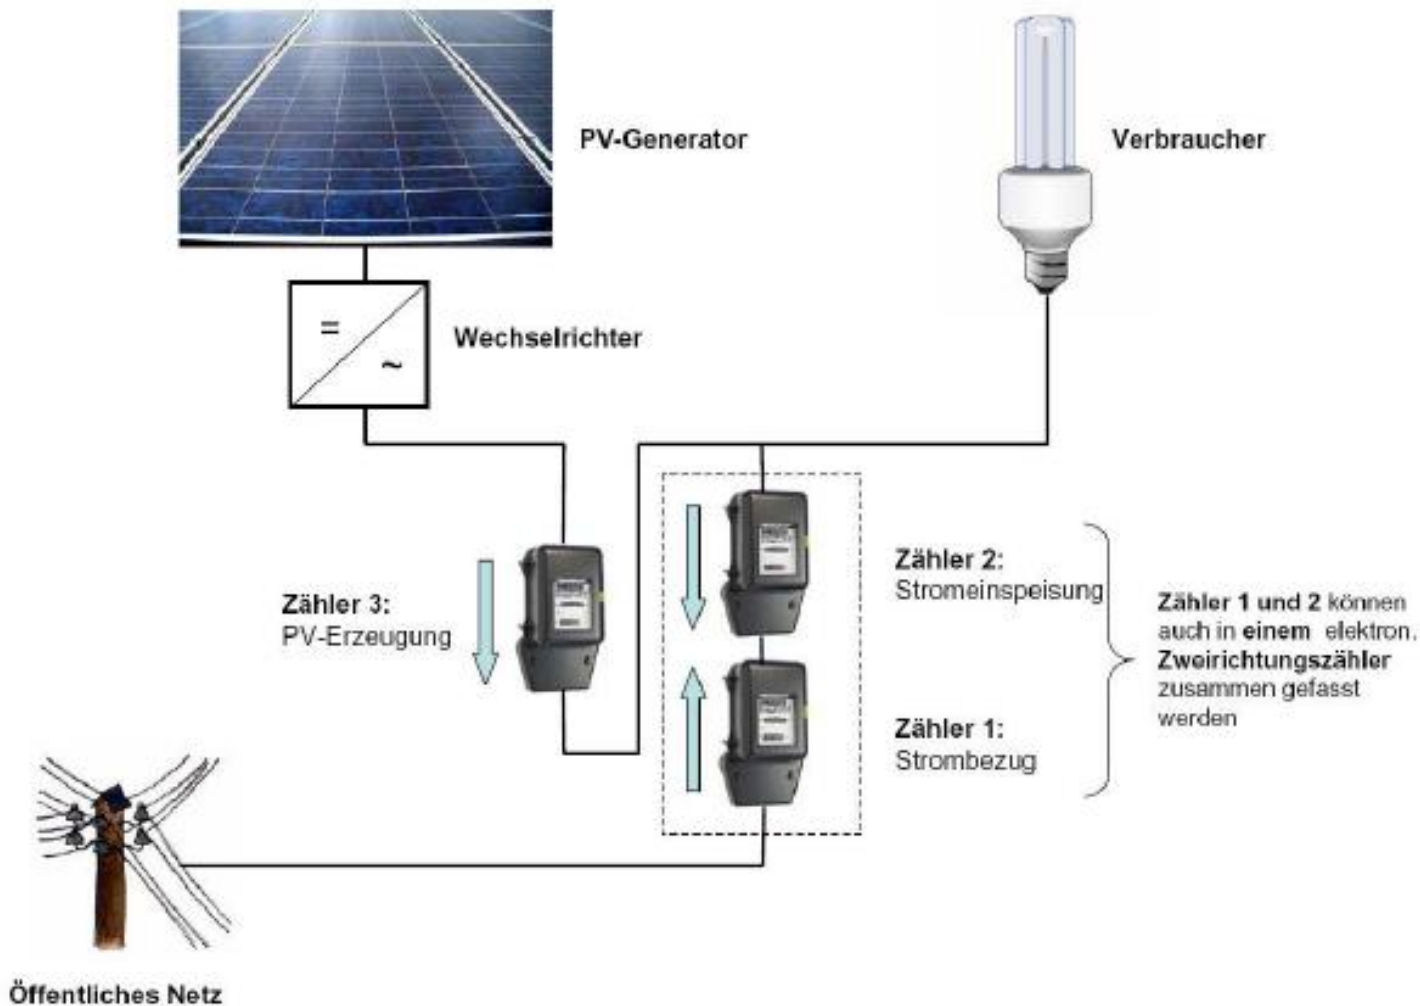 PV-Generator
Verbraucher
=
~
Wechselrichter
Zähler 3:
PV-Erzeugung
Zähler 2:
Stromeinspeisung
Zähler 1:
Strombezug
Zähler 1 und 2 können
auch in einem elektron.
Zweirichtungszähler
zusammen gefasst
werden
Öffentliches Netz